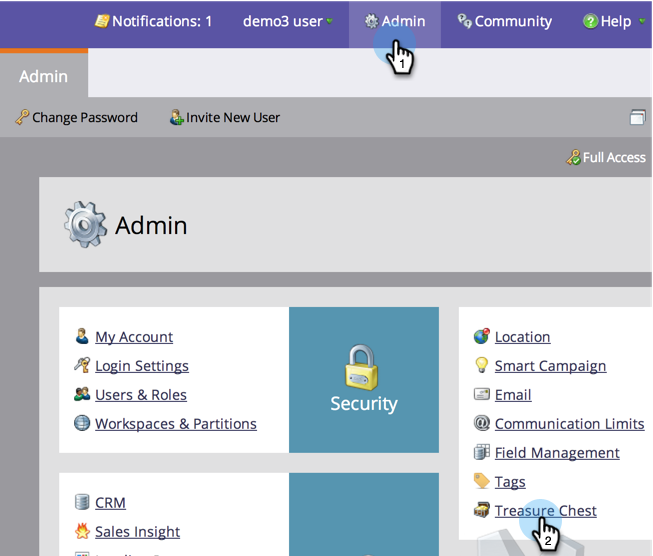 Notifications: 1 demo3 user Admin Community Help
1
Admin
Change Password Invite New User
Full Access
Admin
My Account
Login Settings
Users & Roles
Workspaces & Partitions
Security
Location
Smart Campaign
Email
Communication Limits
Field Management
Tags
Treasure Chest
2
CRM
Sales Insight